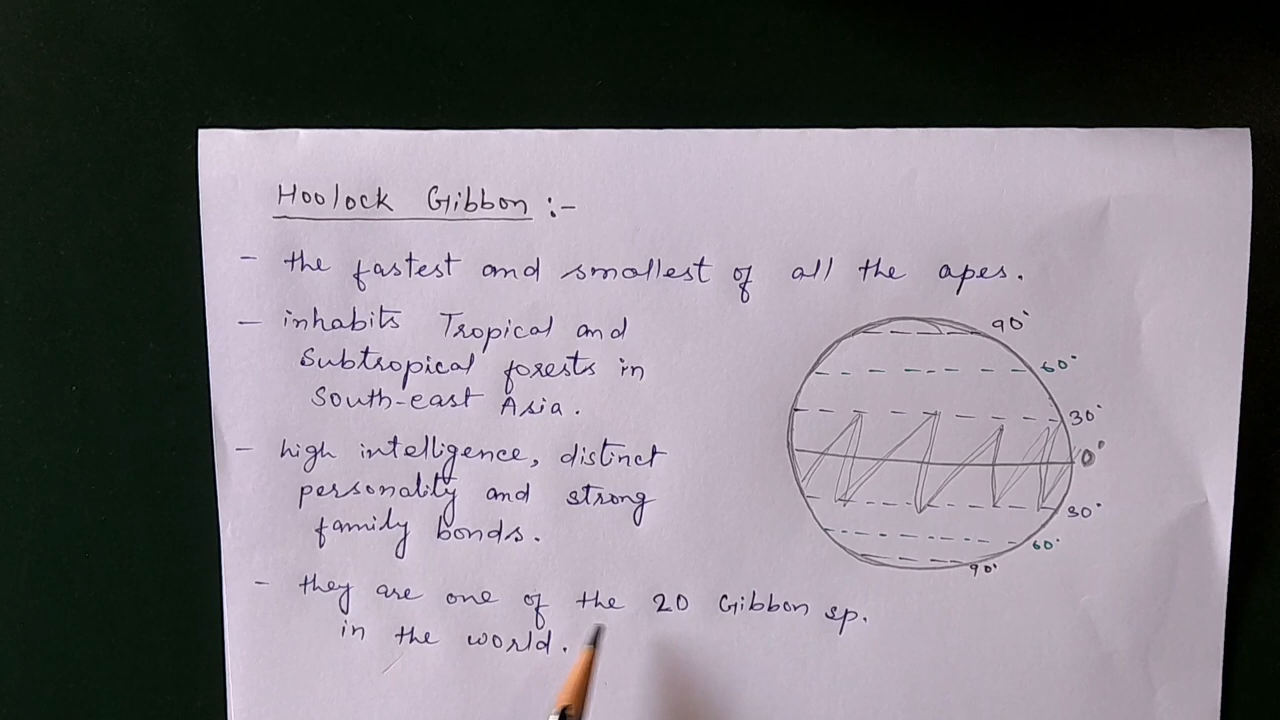 Hoolock Gibbon :-
- the fastest and smallest of all the apes.
- inhabits Tropical and
Subtropical forests in
South-east Asia.
- high intelligence, distinct
personality and strong
family bonds.
- they are one of the 20 Gibbon sp.
in the world.
90°
60°
30°
0°
30°
60°
90°